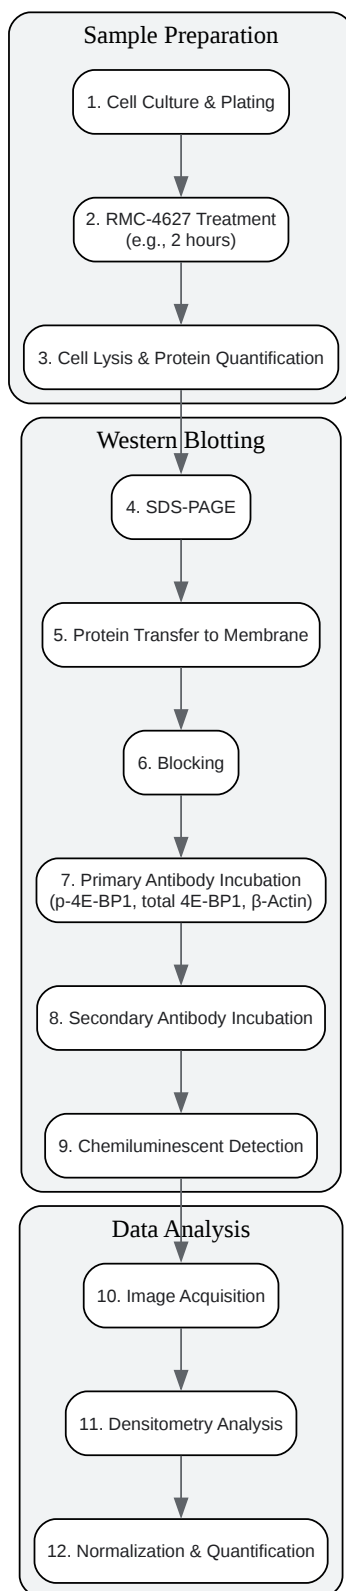 Sample Preparation
1. Cell Culture & Plating
2. RMC-4627 Treatment
(e.g., 2 hours)
3. Cell Lysis & Protein Quantification
Western Blotting
4. SDS-PAGE
5. Protein Transfer to Membrane
6. Blocking
7. Primary Antibody Incubation
(p-4E-BP1, total 4E-BP1, β-Actin)
8. Secondary Antibody Incubation
9. Chemiluminescent Detection
Data Analysis
10. Image Acquisition
11. Densitometry Analysis
12. Normalization & Quantification